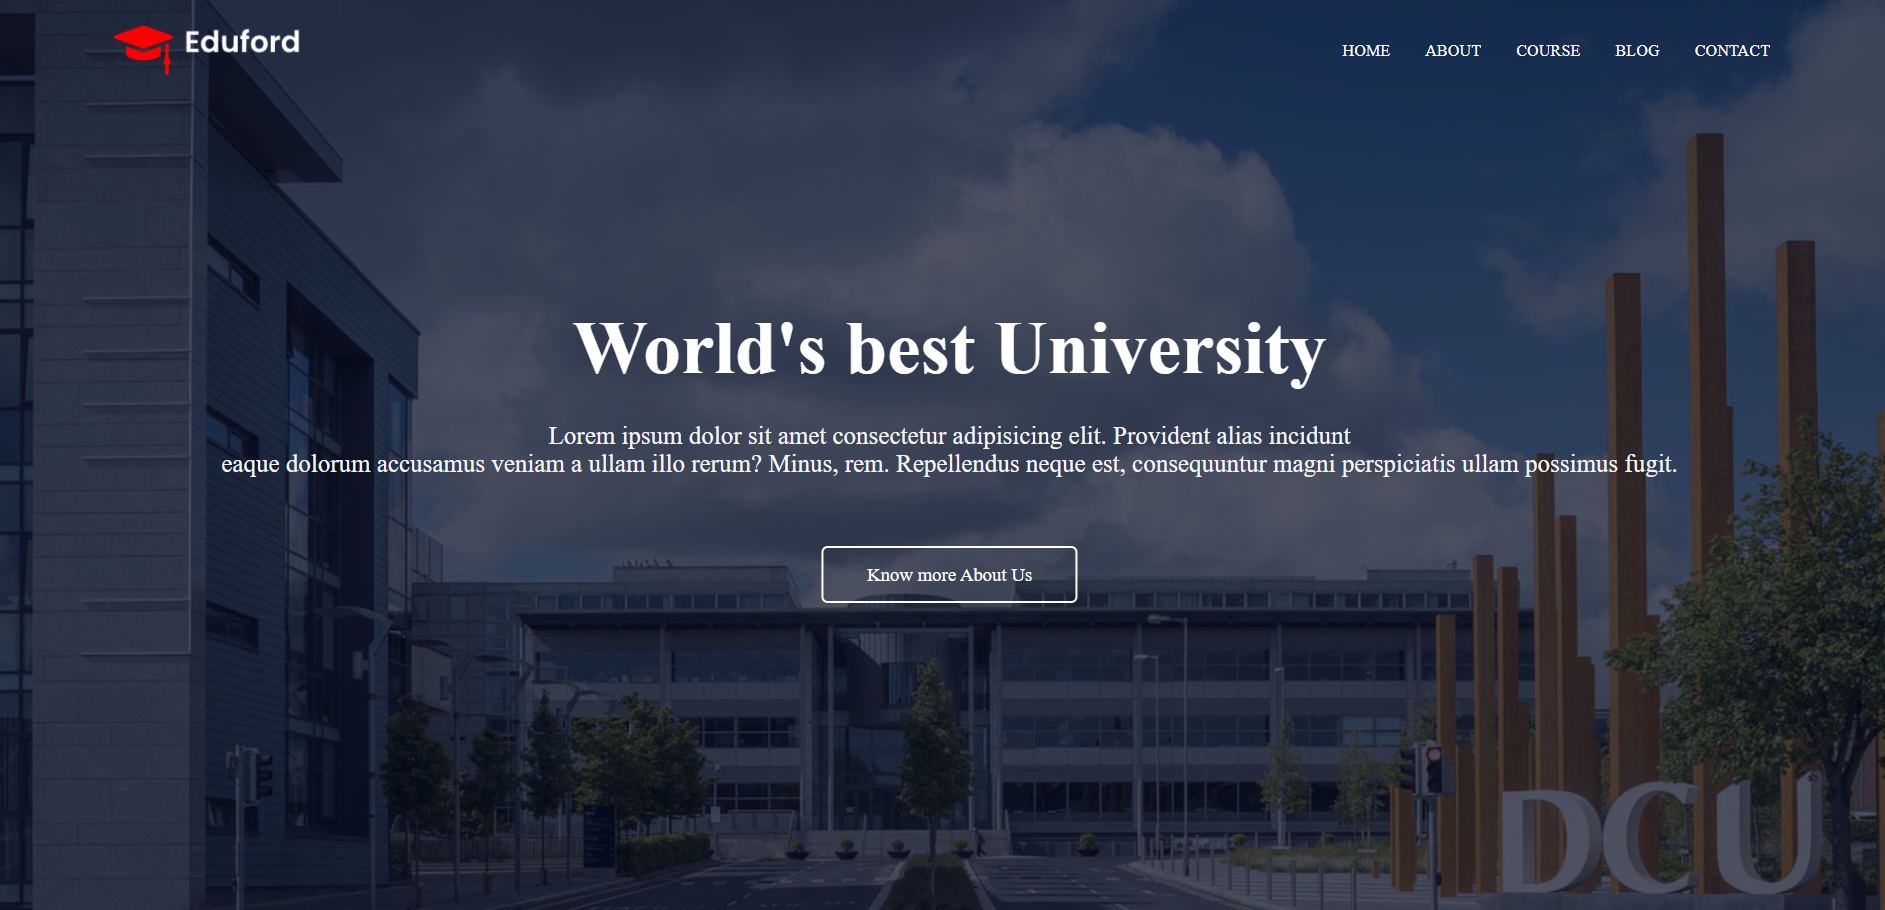 Eduford
HOME ABOUT COURSE BLOG CONTACT
World's best University
Lorem ipsum dolor sit amet consectetur adipisicing elit. Provident alias incidunt
eaque dolorum accusamus veniam a ullam illo rerum? Minus, rem. Repellendus neque est, consequuntur magni perspiciatis ullam possimus fugit.
Know more About Us
DCU